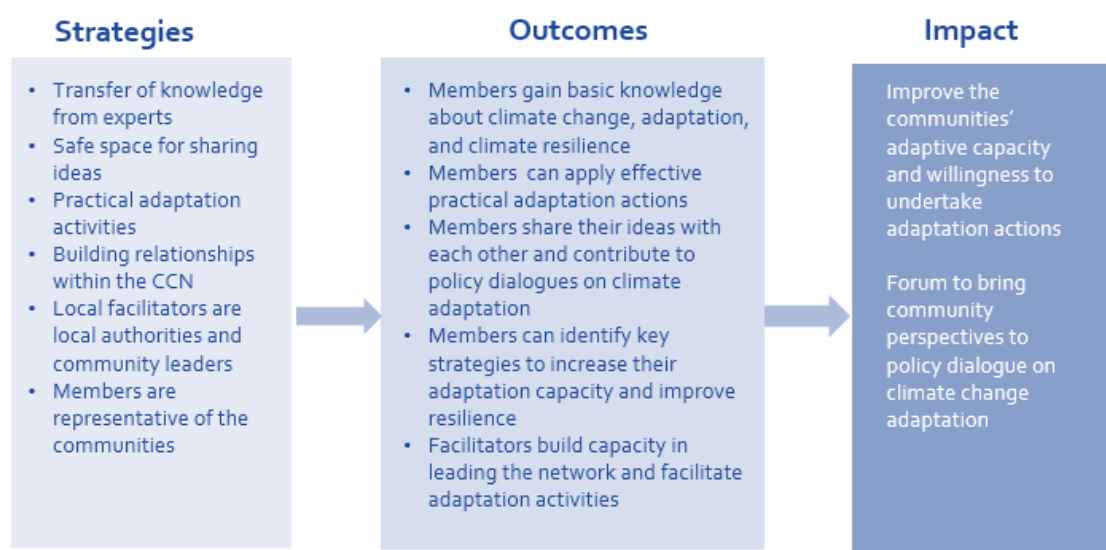 Strategies
• Transfer of knowledge
from experts
• Safe space for sharing
ideas
• Practical adaptation
activities
• Building relationships
within the CCN
• Local facilitators are
local authorities and
community leaders
• Members are
representative of the
communities
Outcomes
• Members gain basic knowledge
about climate change, adaptation,
and climate resilience
• Members can apply effective
practical adaptation actions
• Members share their ideas with
each other and contribute to
policy dialogues on climate
adaptation
• Members can identify key
strategies to increase their
adaptation capacity and improve
resilience
• Facilitators build capacity in
leading the network and facilitate
adaptation activities
Impact
Improve the
communities’
adaptive capacity
and willingness to
undertake
adaptation actions
Forum to bring
community
perspectives to
policy dialogue on
climate change
adaptation